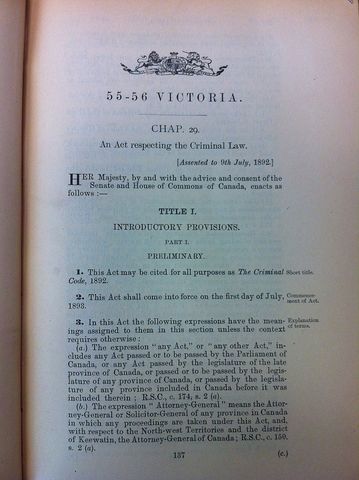 55-56 VICTORIA.
CHAP. 29.
An Act respecting the Criminal Law.
[Assented to 9th July, 1892.]
HER Majesty, by and with the advice and consent of the
Senate and House of Commons of Canada, enacts as
follows :—
TITLE I.
INTRODUCTORY PROVISIONS.
PART I.
PRELIMINARY.
1. This Act may be cited for all purposes as The Criminal Short title.
Code, 1892.
2. This Act shall come into force on the first day of July, Commence-
1893. ment of Act.
3. In this Act the following expressions have the mean- Explanation
ings assigned to them in this section unless the context of terms.
requires otherwise :
(a.) The expression "any Act," or "any other Act," in-
cludes any Act passed or to be passed by the Parliament of
Canada, or any Act passed by the legislature of the late
province of Canada, or passed or to be passed by the legis-
lature of any province of Canada, or passed by the legisla-
ture of any province included in Canada before it was
included therein ; R.S.C., c. 174, s. 2 (a).
(b.) The expression "Attorney-General" means the Attor-
ney-General or Solicitor-General of any province in Canada
in which any proceedings are taken under this Act, and,
with respect to the North-west Territories and the district
of Keewatin, the Attorney-General of Canada ; R.S.C., c. 150,
s. 2 (a).
137 (c.)